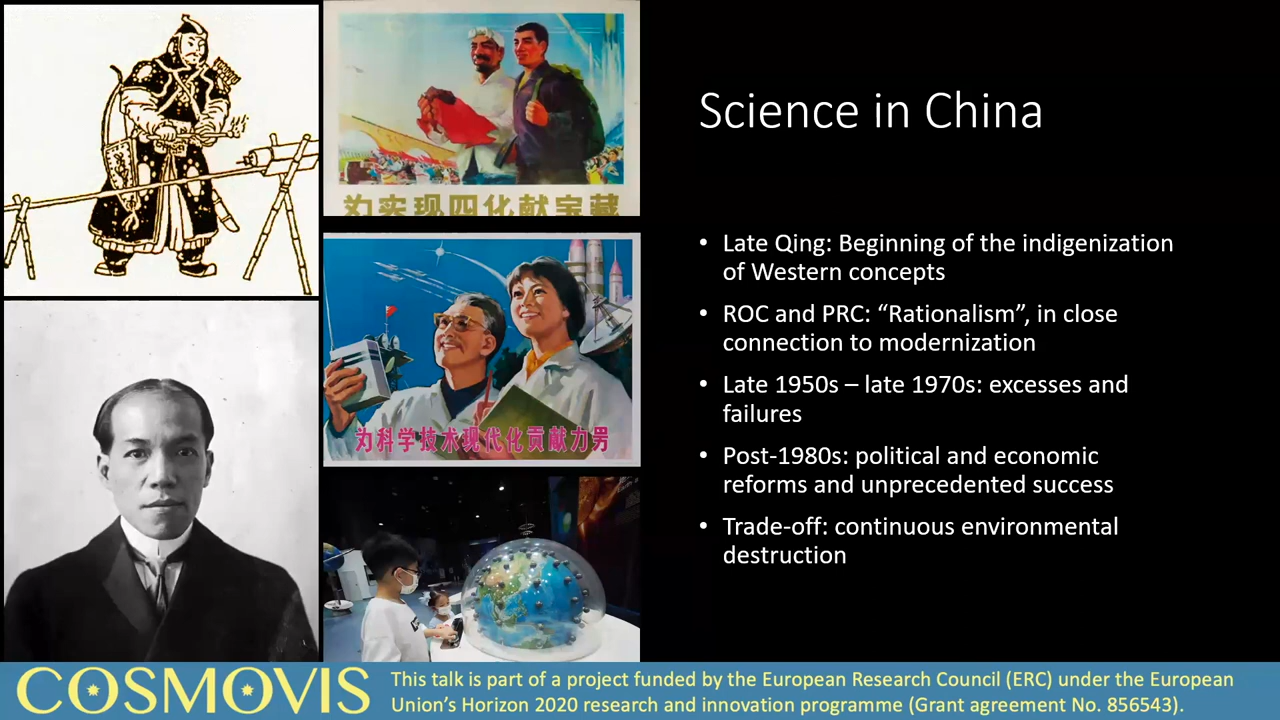 为实现四化献宝藏
为科学技术现代化贡献力量
Science in China
• Late Qing: Beginning of the indigenization
of Western concepts
• ROC and PRC: “Rationalism”, in close
connection to modernization
• Late 1950s – late 1970s: excesses and
failures
• Post-1980s: political and economic
reforms and unprecedented success
• Trade-off: continuous environmental
destruction
COSMOVIS
This talk is part of a project funded by the European Research Council (ERC) under the European
Union’s Horizon 2020 research and innovation programme (Grant agreement No. 856543).